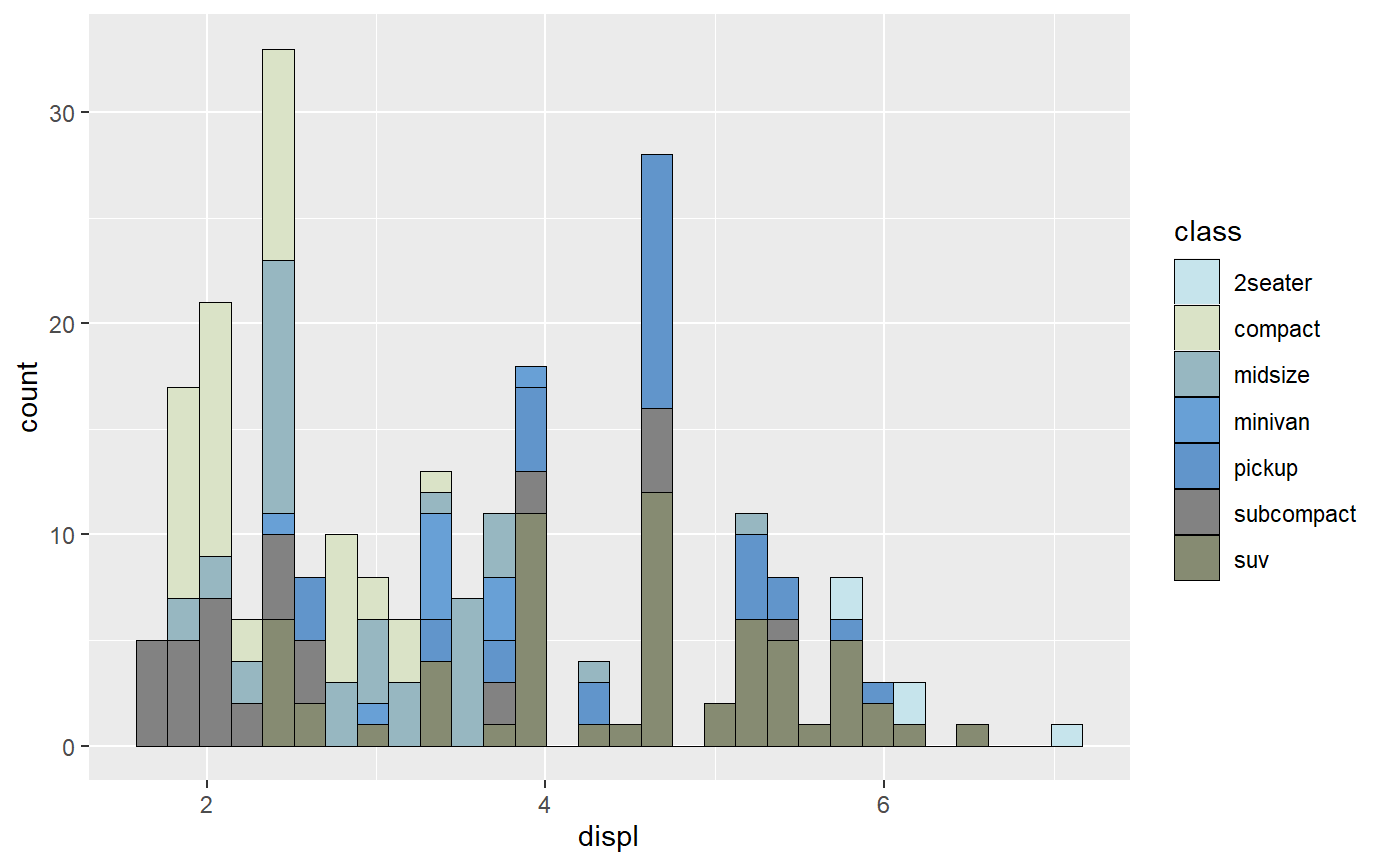 count
30
20
10
0
2 4 6
displ
class
2seater
compact
midsize
minivan
pickup
subcompact
suv